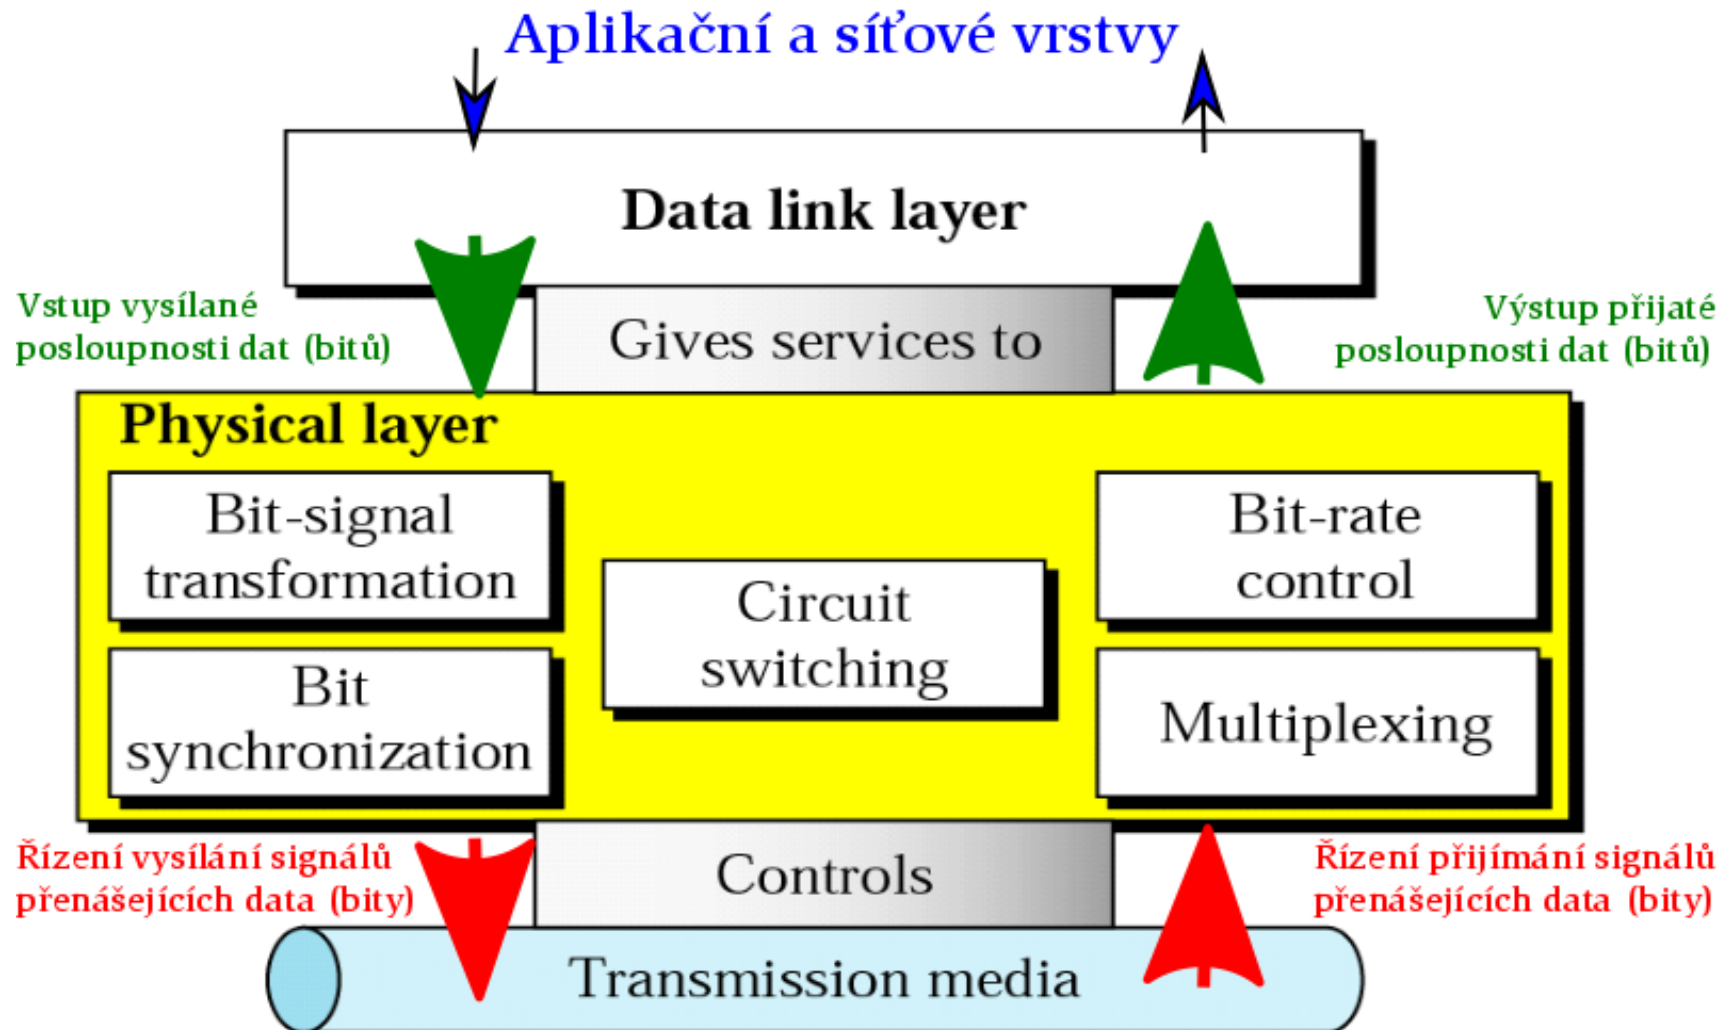 Aplikační a síťové vrstvy
Data link layer
Vstup vysílané
posloupnosti dat (bitů)
Gives services to
Výstup přijaté
posloupnosti dat (bitů)
Physical layer
Bit-signal
transformation
Bit
synchronization
Circuit
switching
Bit-rate
control
Multiplexing
Řízení vysílání signálů
přenášejících data (bity)
Controls
Řízení přijímání signálů
přenášejících data (bity)
Transmission media